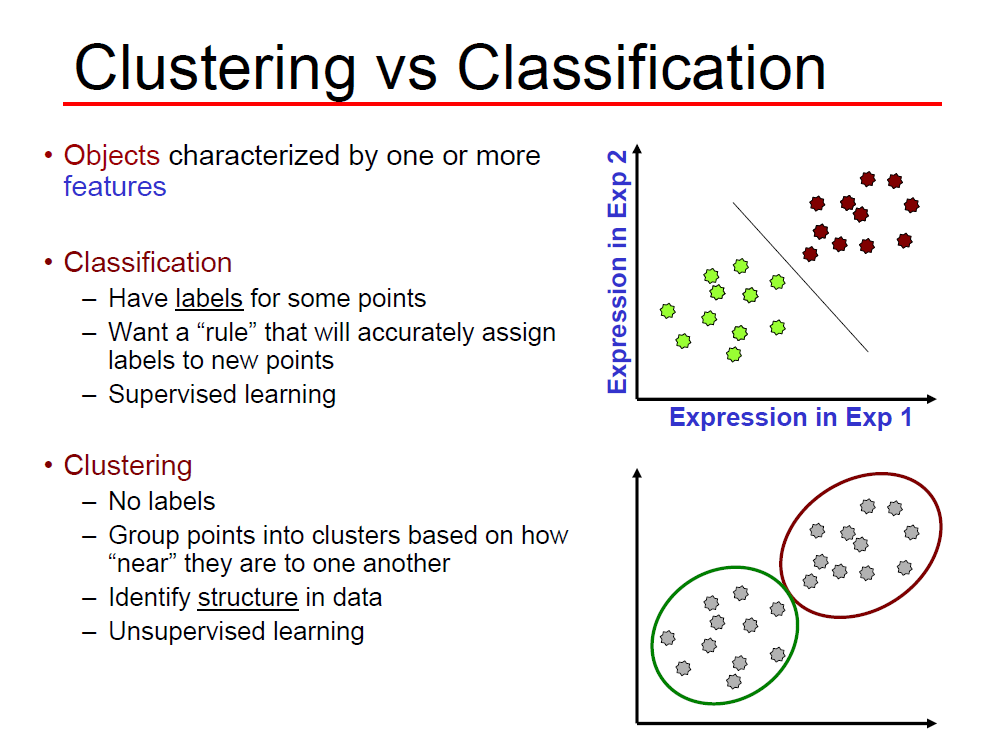 Clustering vs Classification
• Objects characterized by one or more
features
• Classification
– Have labels for some points
– Want a “rule” that will accurately assign
labels to new points
– Supervised learning
• Clustering
– No labels
– Group points into clusters based on how
“near” they are to one another
– Identify structure in data
– Unsupervised learning
Expression in Exp 2
Expression in Exp 1